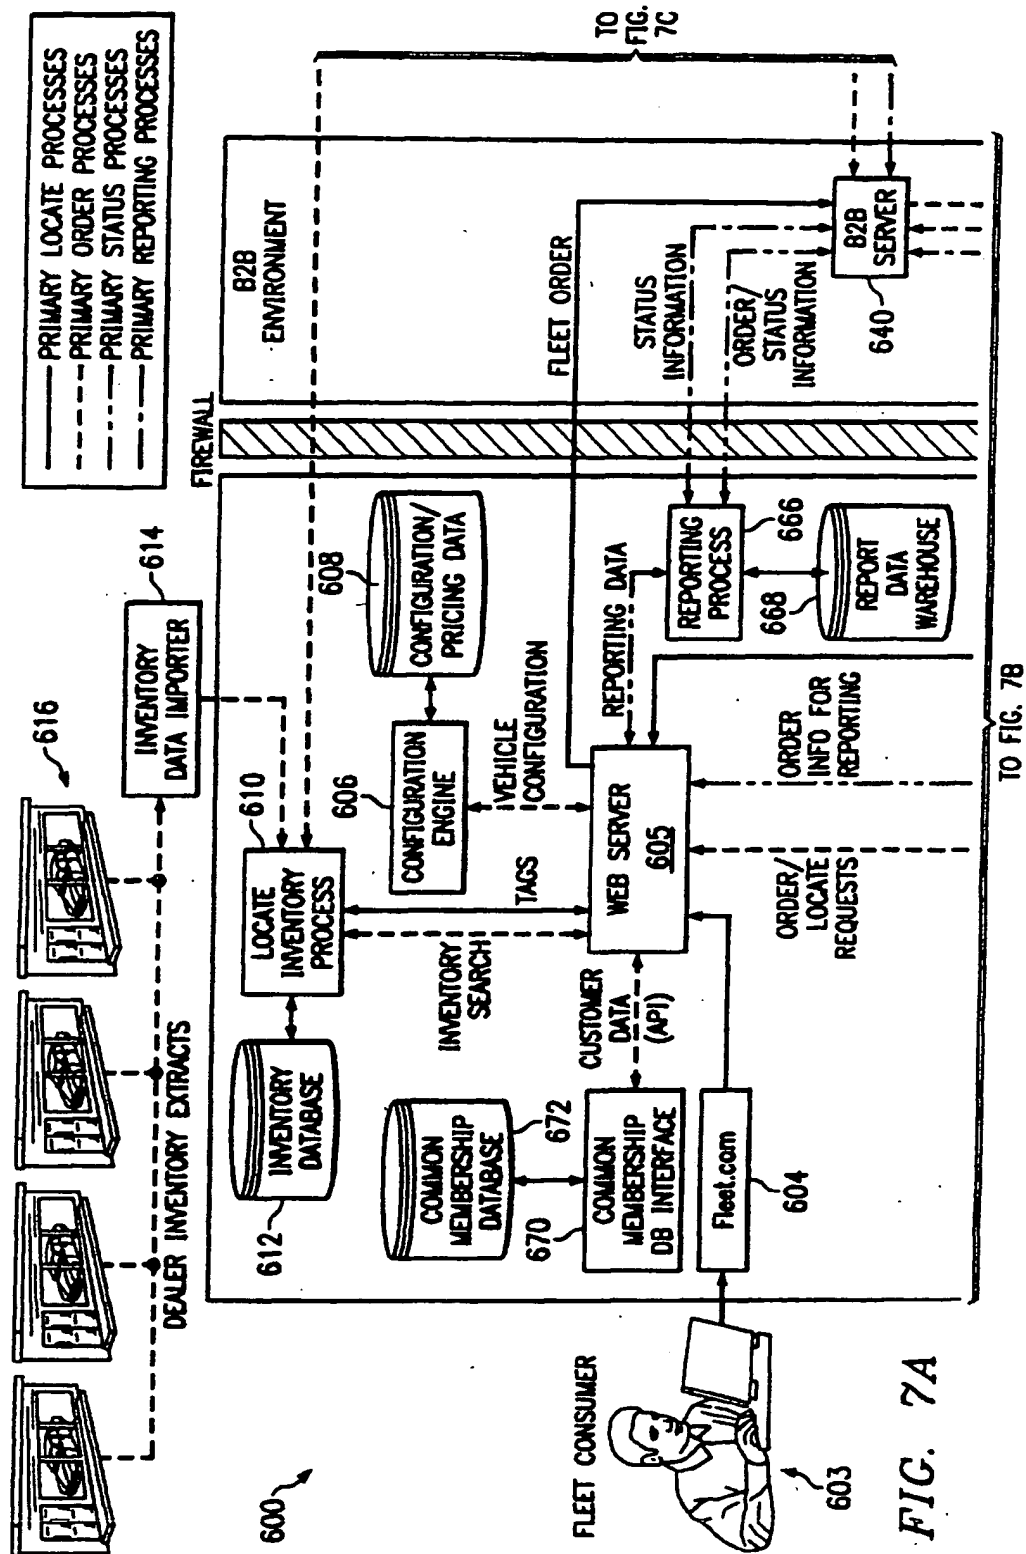 PRIMARY LOCATE PROCESSES
PRIMARY ORDER PROCESSES
PRIMARY STATUS PROCESSES
PRIMARY REPORTING PROCESSES
616
614
INVENTORY
DATA IMPORTER
DEALER INVENTORY EXTRACTS
FIREWALL
B2B
ENVIRONMENT
TO
FIG.
7C
612
INVENTORY
DATABASE
610
LOCATE
INVENTORY
PROCESS
608
CONFIGURATION/
PRICING DATA
606
CONFIGURATION
ENGINE
VEHICLE
CONFIGURATION
INVENTORY
SEARCH
TAGS
COMMON
MEMBERSHIP
DATABASE
672
670
COMMON
MEMBERSHIP
DB INTERFACE
CUSTOMER
DATA
(API)
WEB SERVER
605
REPORTING DATA
REPORTING
PROCESS
666
668
REPORT
DATA
WAREHOUSE
FLEET ORDER
STATUS
INFORMATION
ORDER/
STATUS
INFORMATION
B2B
SERVER
640
Fleet.com
604
ORDER/
LOCATE
REQUESTS
ORDER
INFO FOR
REPORTING
TO FIG. 7B
600
FLEET CONSUMER
603
FIG. 7A